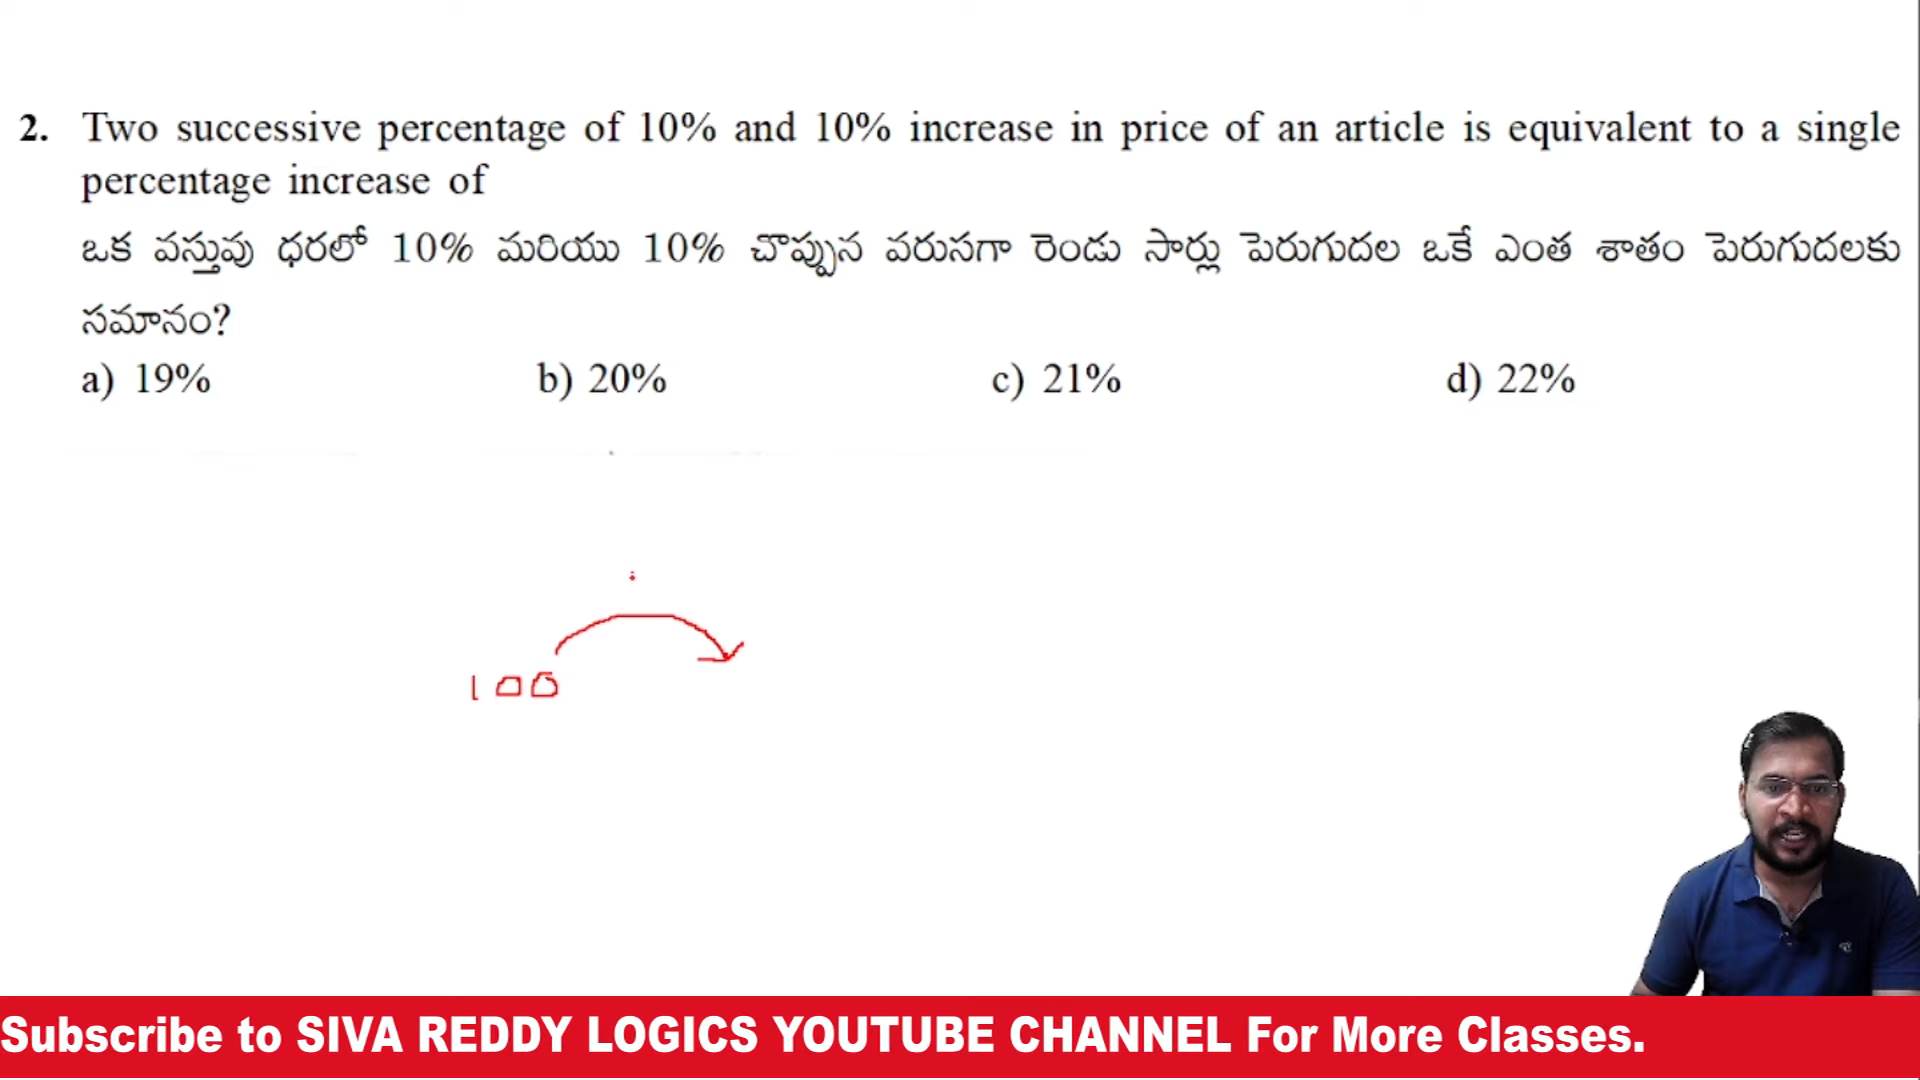 2. Two successive percentage of 10% and 10% increase in price of an article is equivalent to a single
percentage increase of
ఒక వస్తువు ధరలో 10% మరియు 10% చొప్పున వరుసగా రెండు సార్లు పెరుగుదల ఒకే ఎంత శాతం పెరుగుదలకు
సమానం?
a) 19% b) 20% c) 21% d) 22%
100
Subscribe to SIVA REDDY LOGICS YOUTUBE CHANNEL For More Classes.